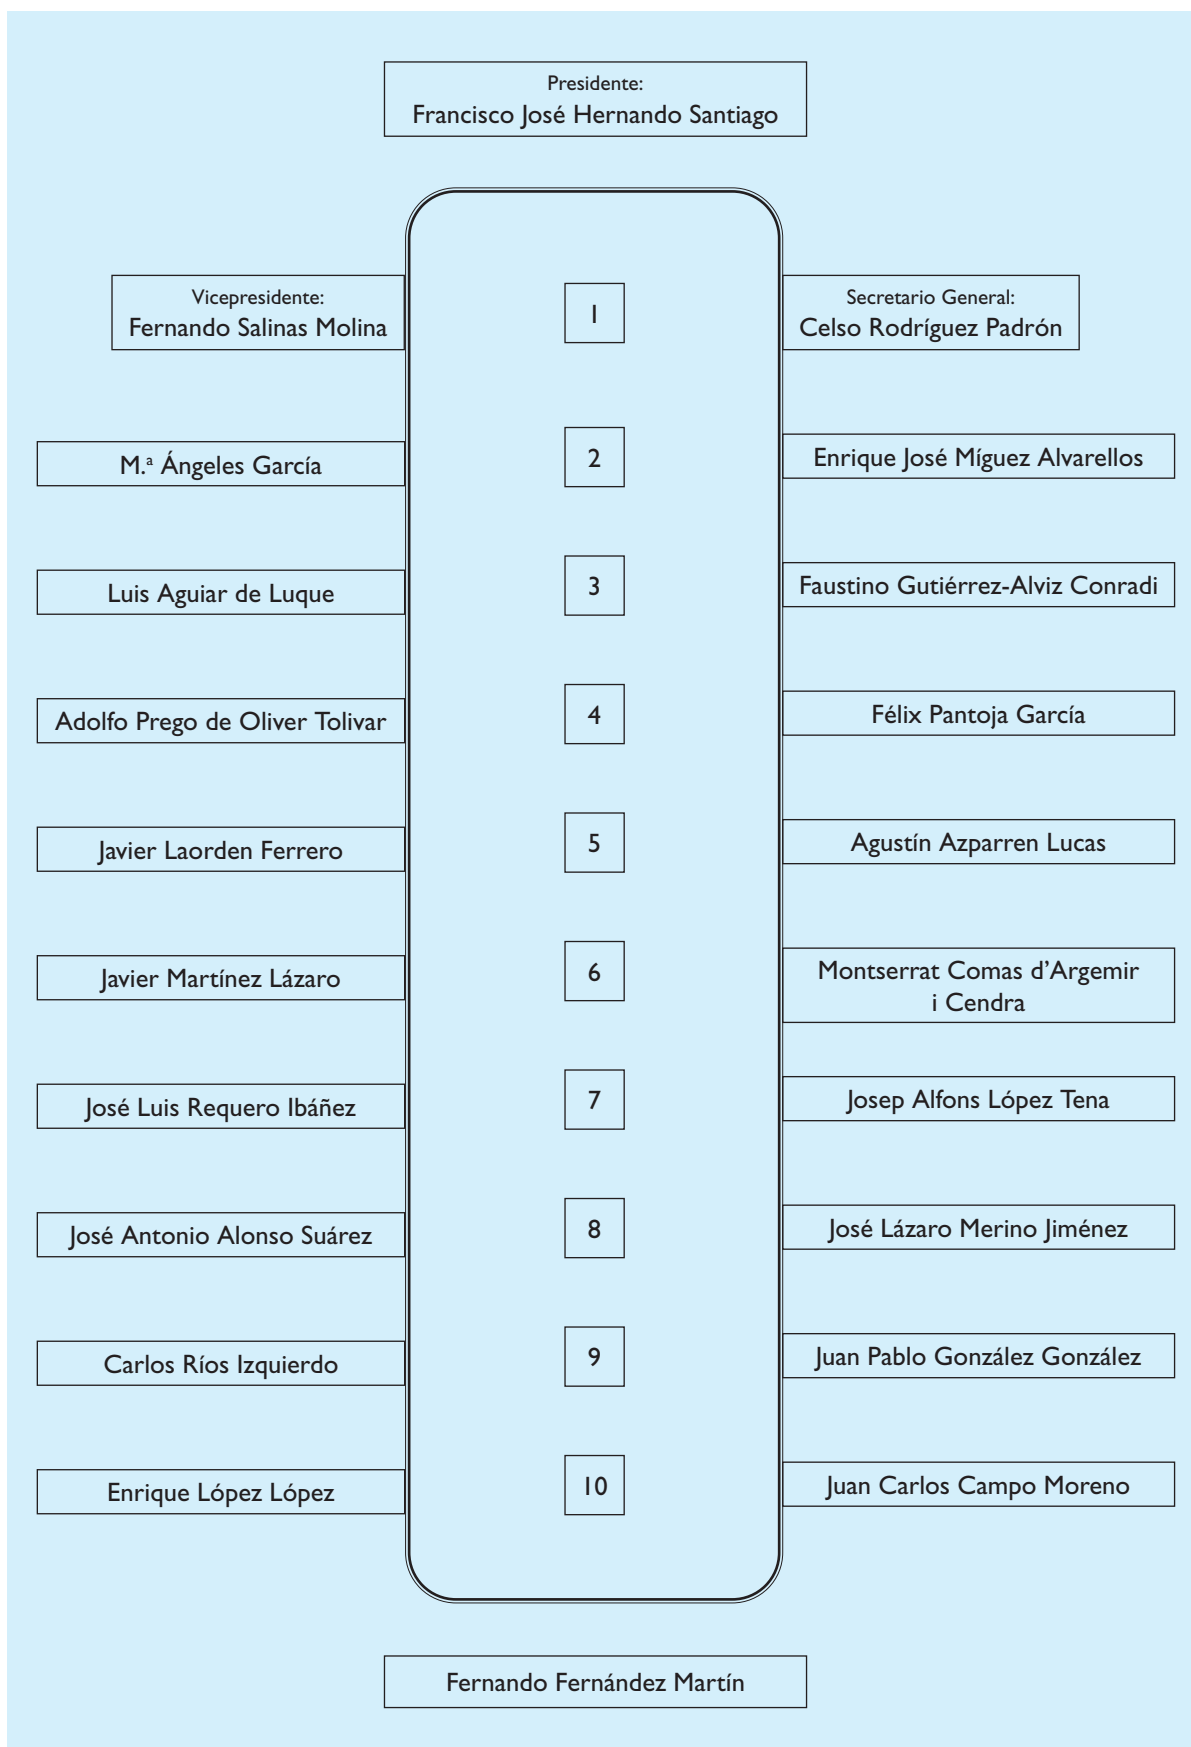 Presidente:
Francisco José Hernando Santiago
Vicepresidente:
Fernando Salinas Molina
1
Secretario General:
Celso Rodríguez Padrón
M.ª Ángeles García
2
Enrique José Míguez Alvarellos
Luis Aguiar de Luque
3
Faustino Gutiérrez-Alviz Conradi
Adolfo Prego de Oliver Tolivar
4
Félix Pantoja García
Javier Laorden Ferrero
5
Agustín Azparren Lucas
Javier Martínez Lázaro
6
Montserrat Comas d’Argemir
i Cendra
José Luis Requero Ibáñez
7
Josep Alfons López Tena
José Antonio Alonso Suárez
8
José Lázaro Merino Jiménez
Carlos Ríos Izquierdo
9
Juan Pablo González González
Enrique López López
10
Juan Carlos Campo Moreno
Fernando Fernández Martín